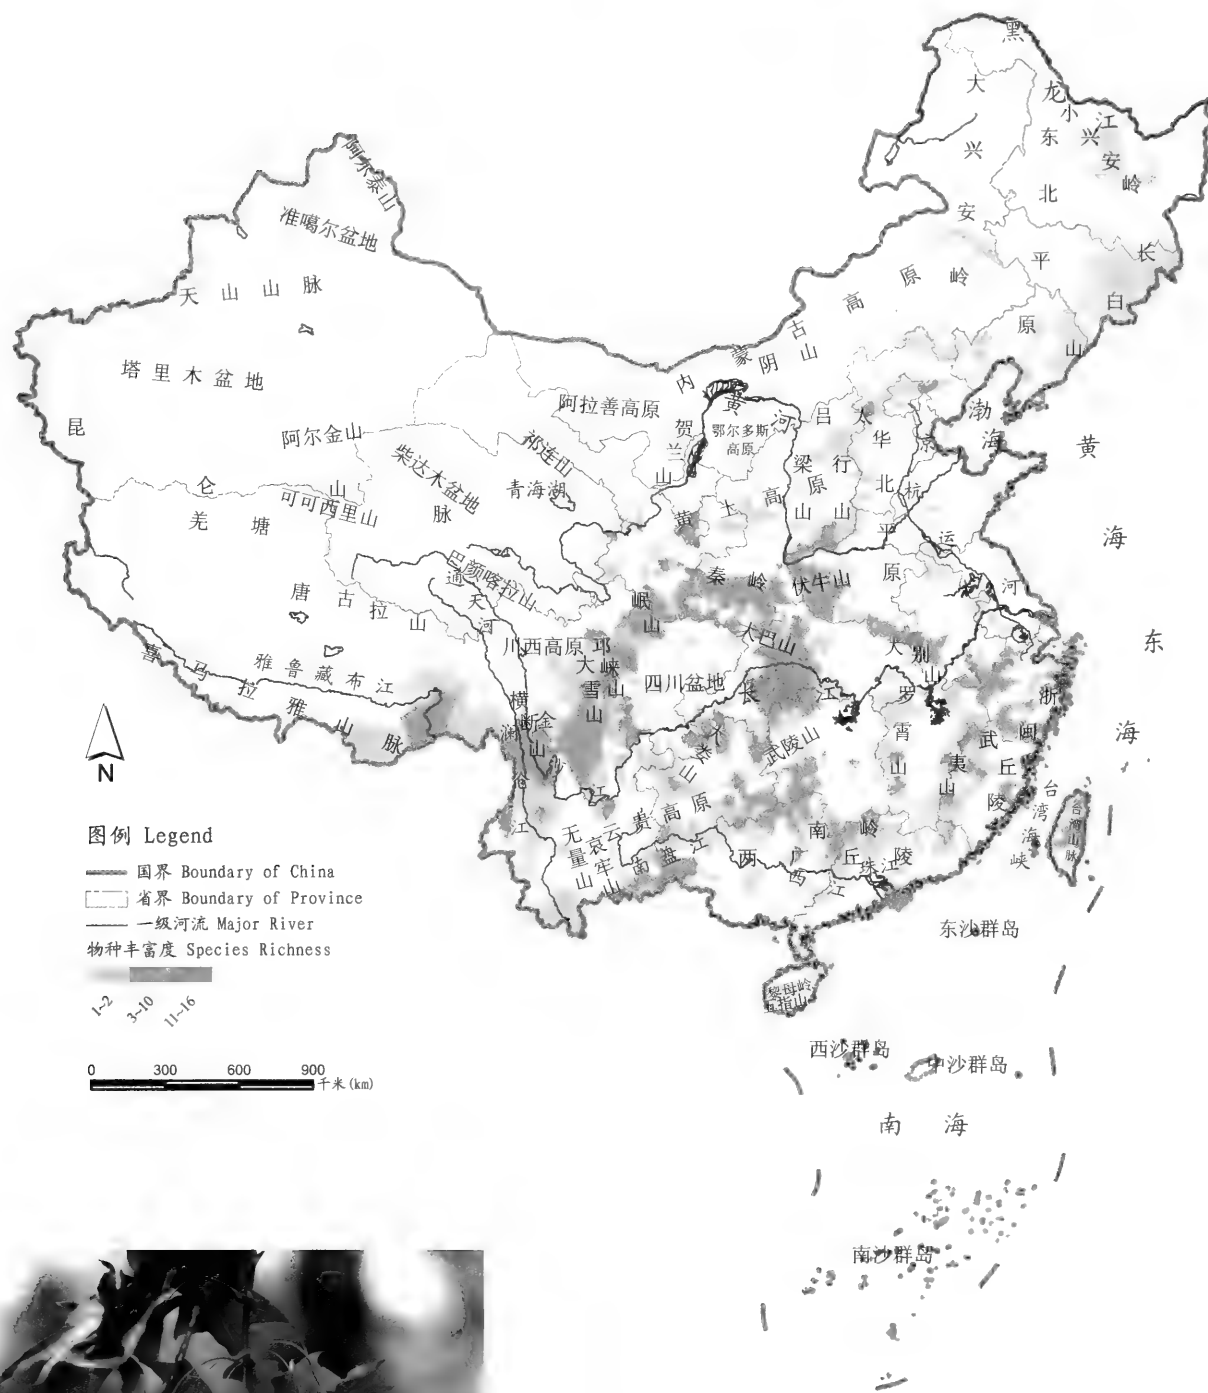 黑
龙
江
大
兴
安
岭
小
兴
安
岭
东
北
平
原
长
白
山
阿尔泰山
准噶尔盆地
天山山脉
塔里木盆地
内蒙古高原
阴山
阿拉善高原
贺兰山
黄河
鄂尔多斯
高原
吕梁山
太行山
华北平原
京杭运河
渤海
黄海
昆仑山脉
阿尔金山
祁连山
柴达木盆地
青海湖
可可西里山
羌塘
黄土高原
巴颜喀拉山
通天河
秦岭
伏牛山
唐古拉山
岷山
川西高原
邛崃山
大雪山
大巴山
大别山
四川盆地
长江
喜马拉雅山脉
雅鲁藏布江
横断山
澜沧江
金
江
罗霄山
武陵山
大娄山
武夷山
浙闽丘陵
东海
台湾海峡
台湾山脉
云贵高原
无量山
哀牢山
南盘江
南岭
两广丘陵
西江
珠江
N
图例 Legend
国界 Boundary of China
省界 Boundary of Province
一级河流 Major River
物种丰富度 Species Richness
1~2
3~10
11~16
0 300 600 900
千米(km)
东沙群岛
黎母岭
五指山
西沙群岛
中沙群岛
南海
南沙群岛